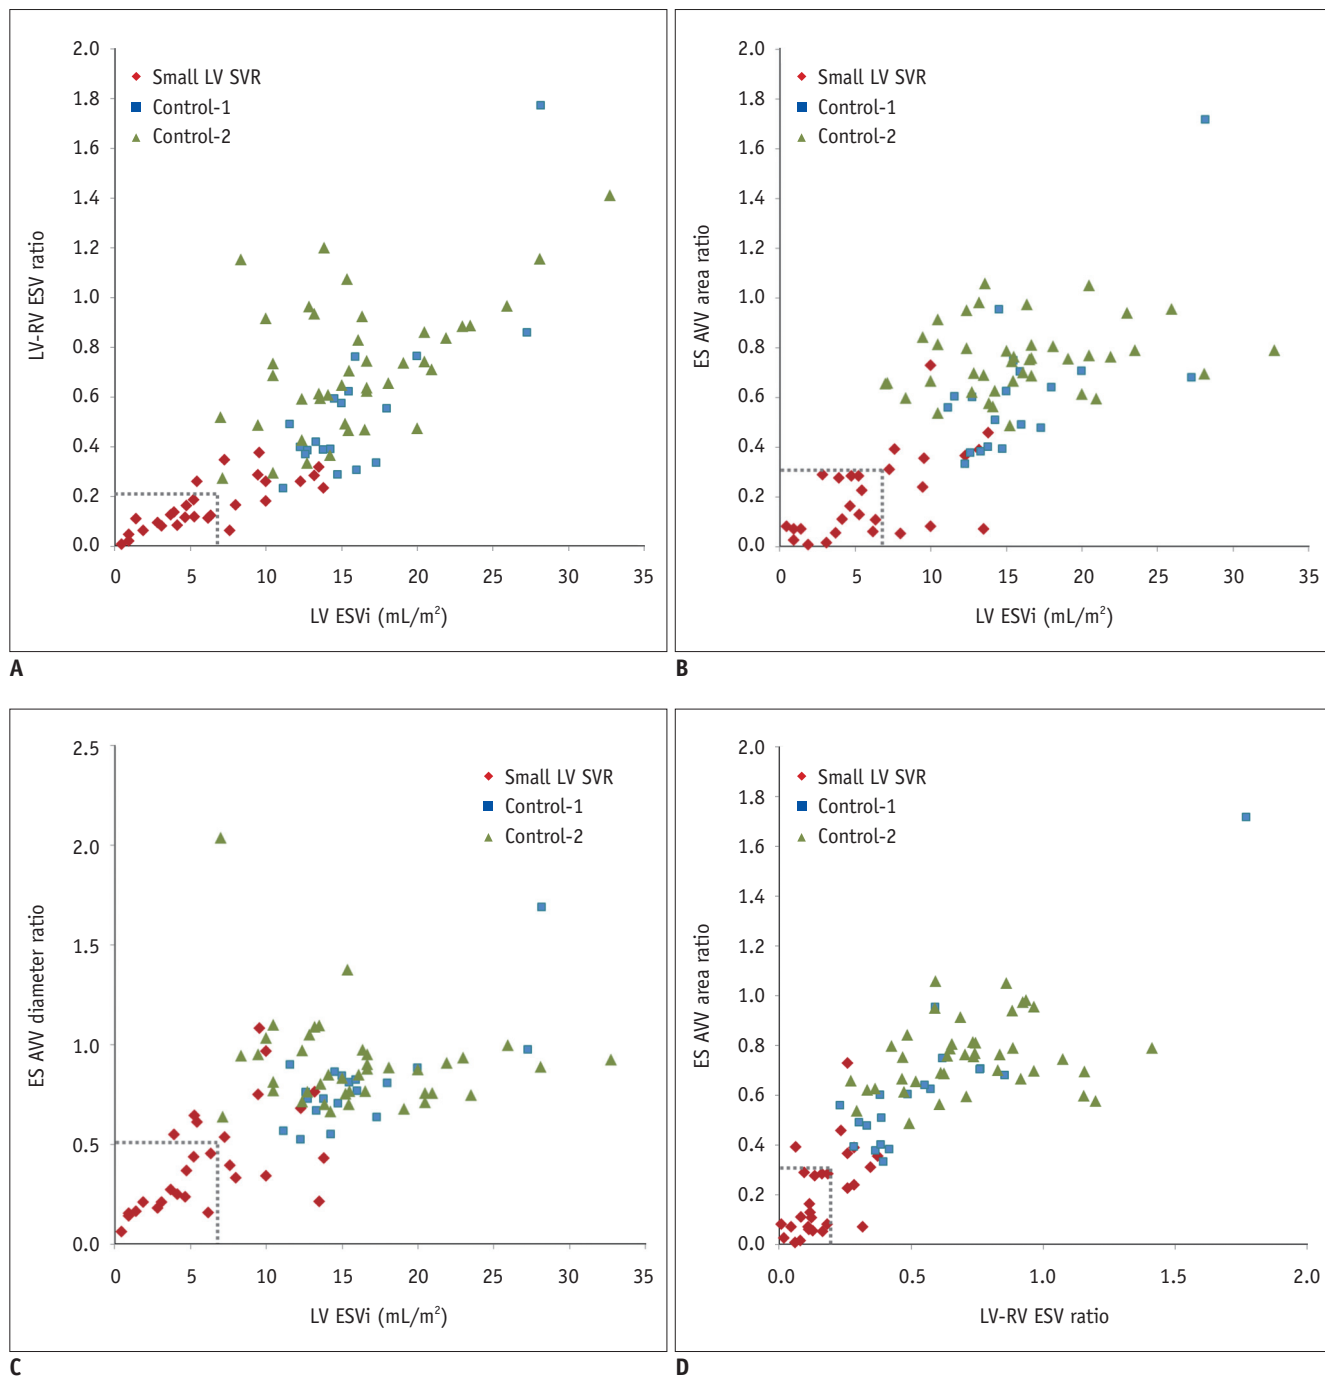 2.0
1.8
1.6
1.4
1.2
1.0
0.8
0.6
0.4
0.2
0.0
LV-RV ESV ratio
Small LV SVR
Control-1
Control-2
0 5 10 15 20 25 30 35
LV ESVi (mL/m²)
A
2.0
1.8
1.6
1.4
1.2
1.0
0.8
0.6
0.4
0.2
0.0
ES AVV area ratio
Small LV SVR
Control-1
Control-2
0 5 10 15 20 25 30 35
LV ESVi (mL/m²)
B
2.5
2.0
1.5
1.0
0.5
0.0
ES AVV diameter ratio
Small LV SVR
Control-1
Control-2
0 5 10 15 20 25 30 35
LV ESVi (mL/m²)
C
2.0
1.8
1.6
1.4
1.2
1.0
0.8
0.6
0.4
0.2
0.0
ES AVV area ratio
Small LV SVR
Control-1
Control-2
0.0 0.5 1.0 1.5 2.0
LV-RV ESV ratio
D